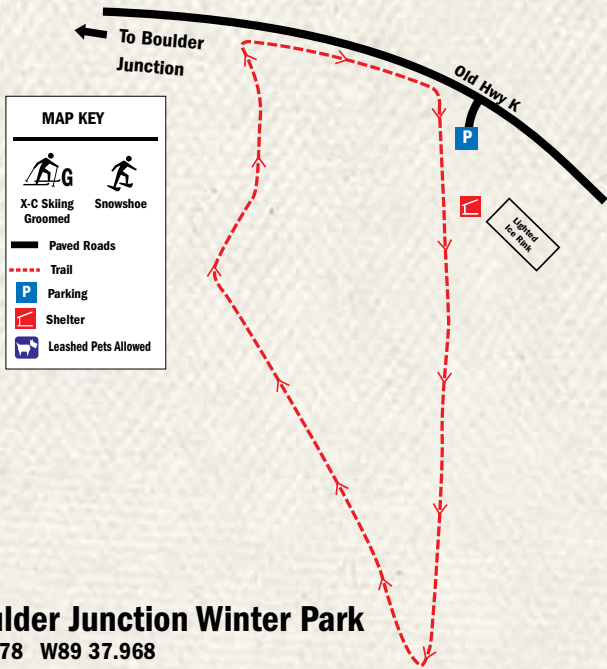 To Boulder
Junction
Old Hwy K
P
MAP KEY
G
X-C Skiing
Groomed
Snowshoe
Paved Roads
Trail
P
Parking
Shelter
Leashed Pets Allowed
Lighted
Ice Rink
ulder Junction Winter Park
78 W89 37.968